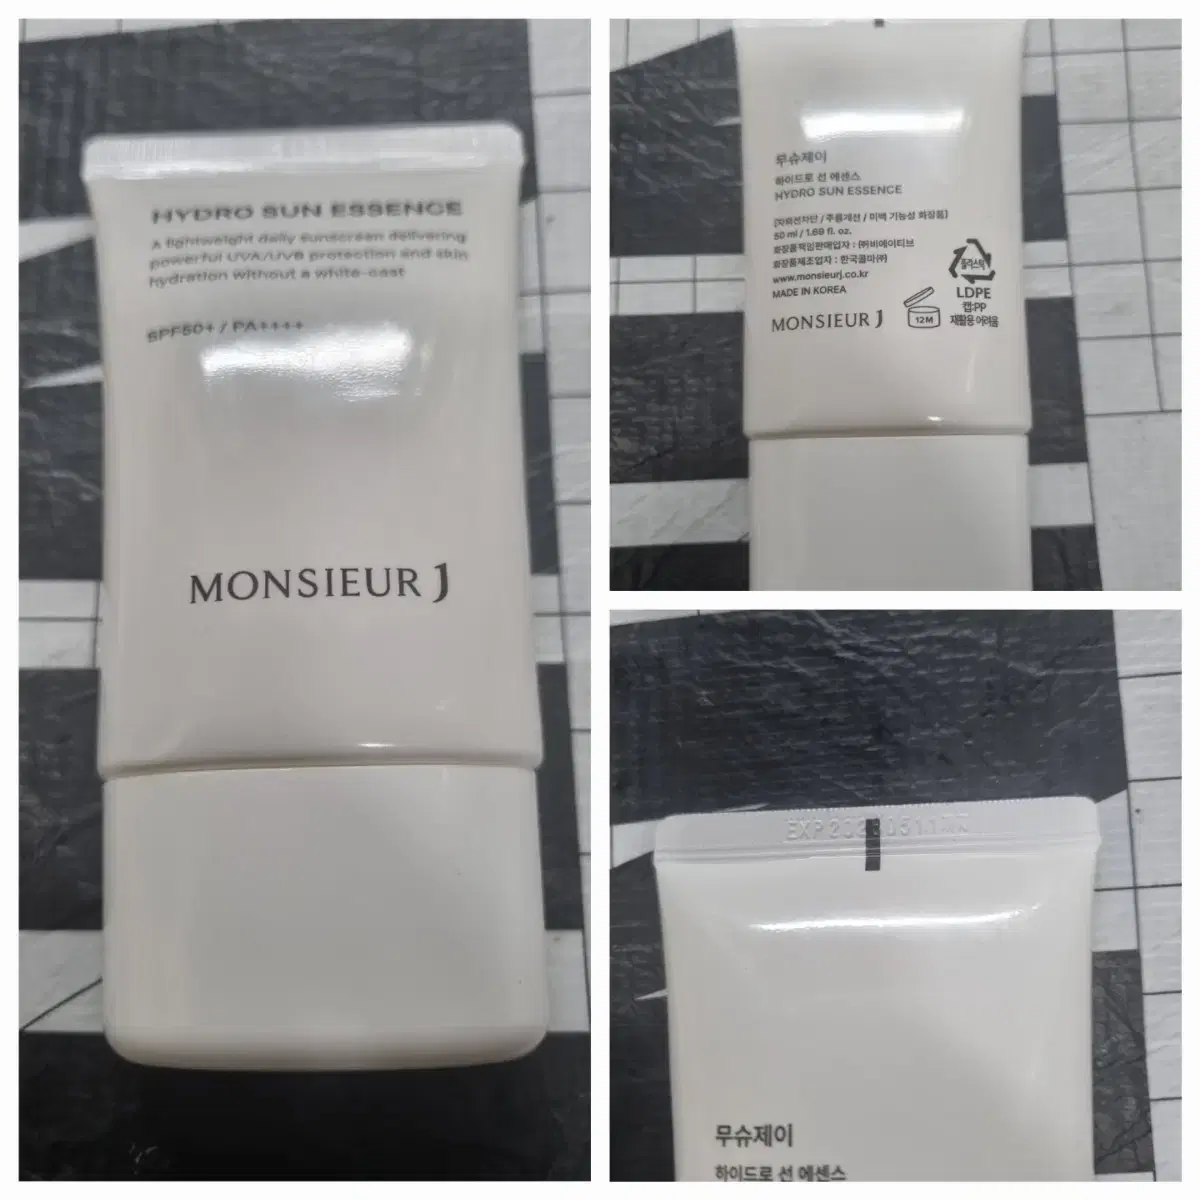 HYDRO SUN ESSENCE
A lightweight daily sunscreen delivering
powerful UVA/UVB protection and skin
hydration without a white-cast
SPF50+ / PA++++
MONSIEUR J
무슈제이
하이드로 선 에센스
HYDRO SUN ESSENCE
[자외선차단 / 주름개선 / 미백 기능성 화장품]
50 ml / 1.69 fl. oz.
화장품책임판매업자 : (주)비에이티브
화장품제조업자 : 한국콜마(주)
www.monsieurj.co.kr
MADE IN KOREA
MONSIEUR J
12M
플라스틱
LDPE
캡:PP
재활용 어려움
EXP
무슈제이
하이드로 선 에센스